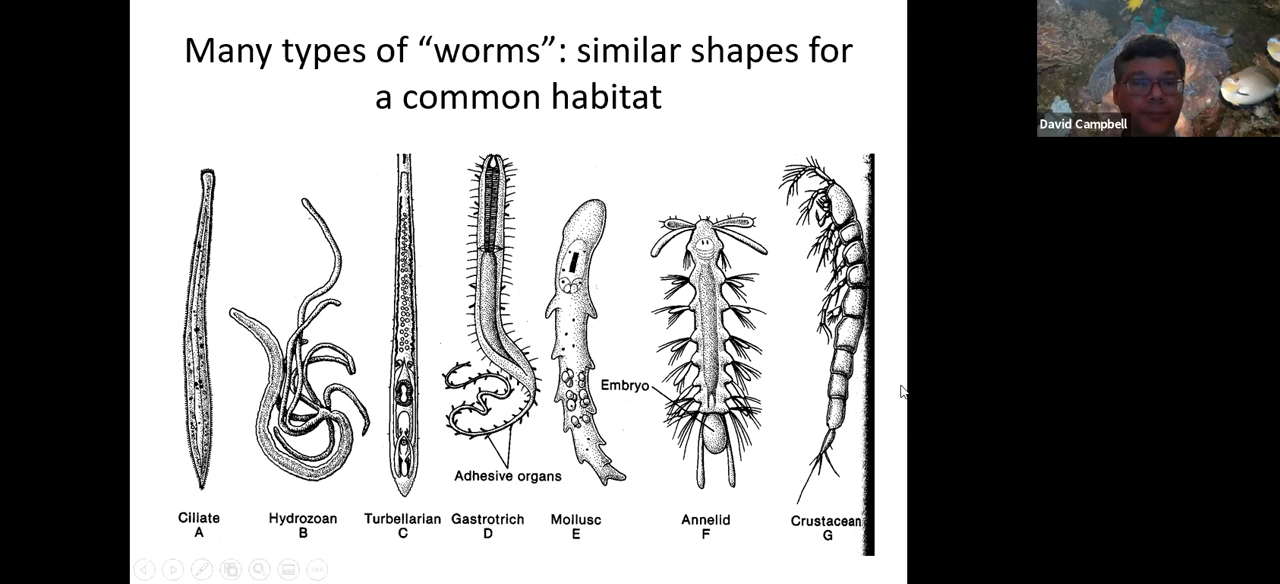 Many types of “worms”: similar shapes for
a common habitat
David Campbell
Embryo
Adhesive organs
Ciliate
A
Hydrozoan
B
Turbellarian
C
Gastrotrich
D
Mollusc
E
Annelid
F
Crustacean
G